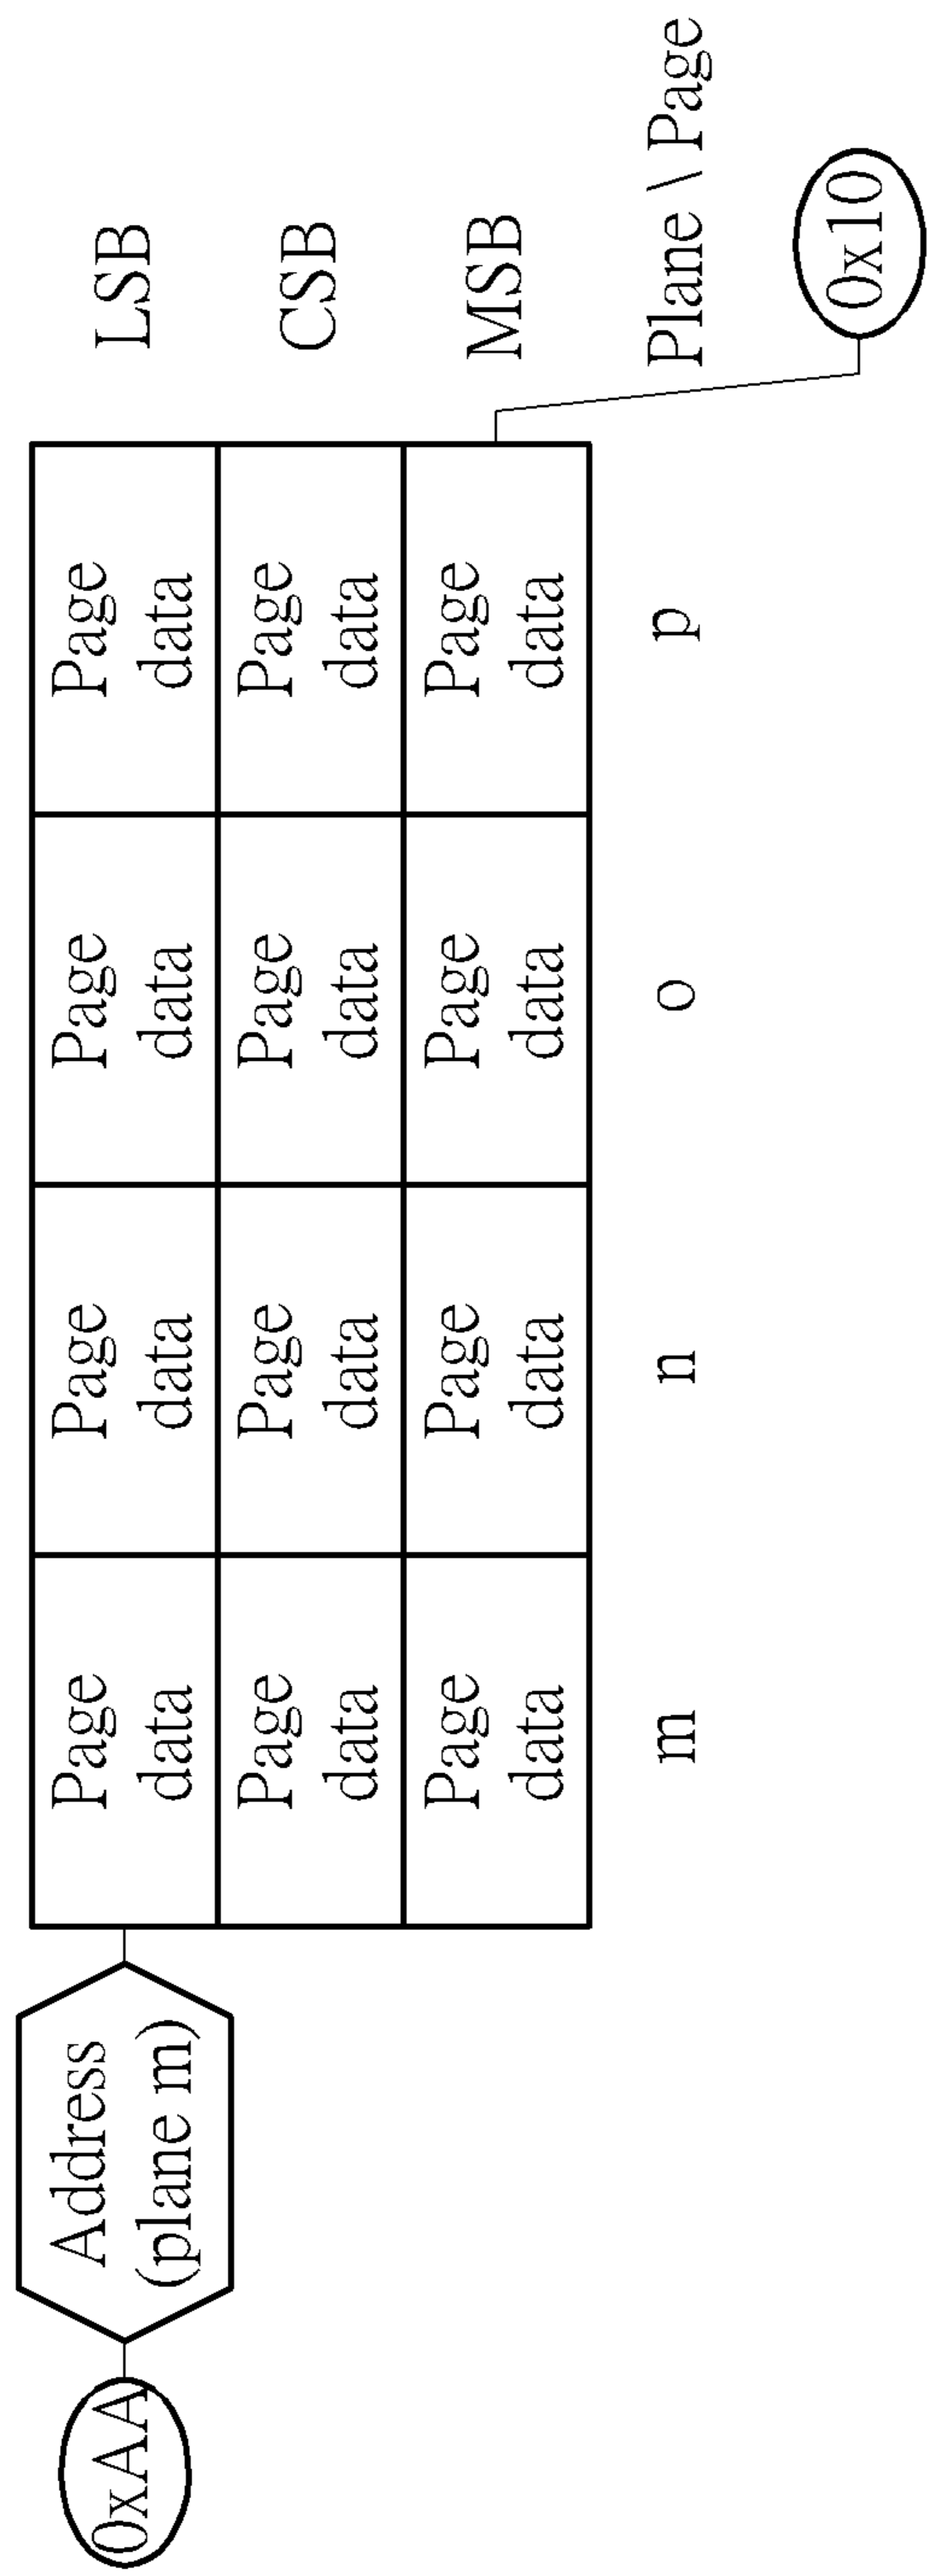 0xAA
Address
(plane m)
Page
data
Page
data
Page
data
Page
data
LSB
Page
data
Page
data
Page
data
Page
data
CSB
Page
data
Page
data
Page
data
Page
data
MSB
m
n
o
p
Plane \ Page
0x10